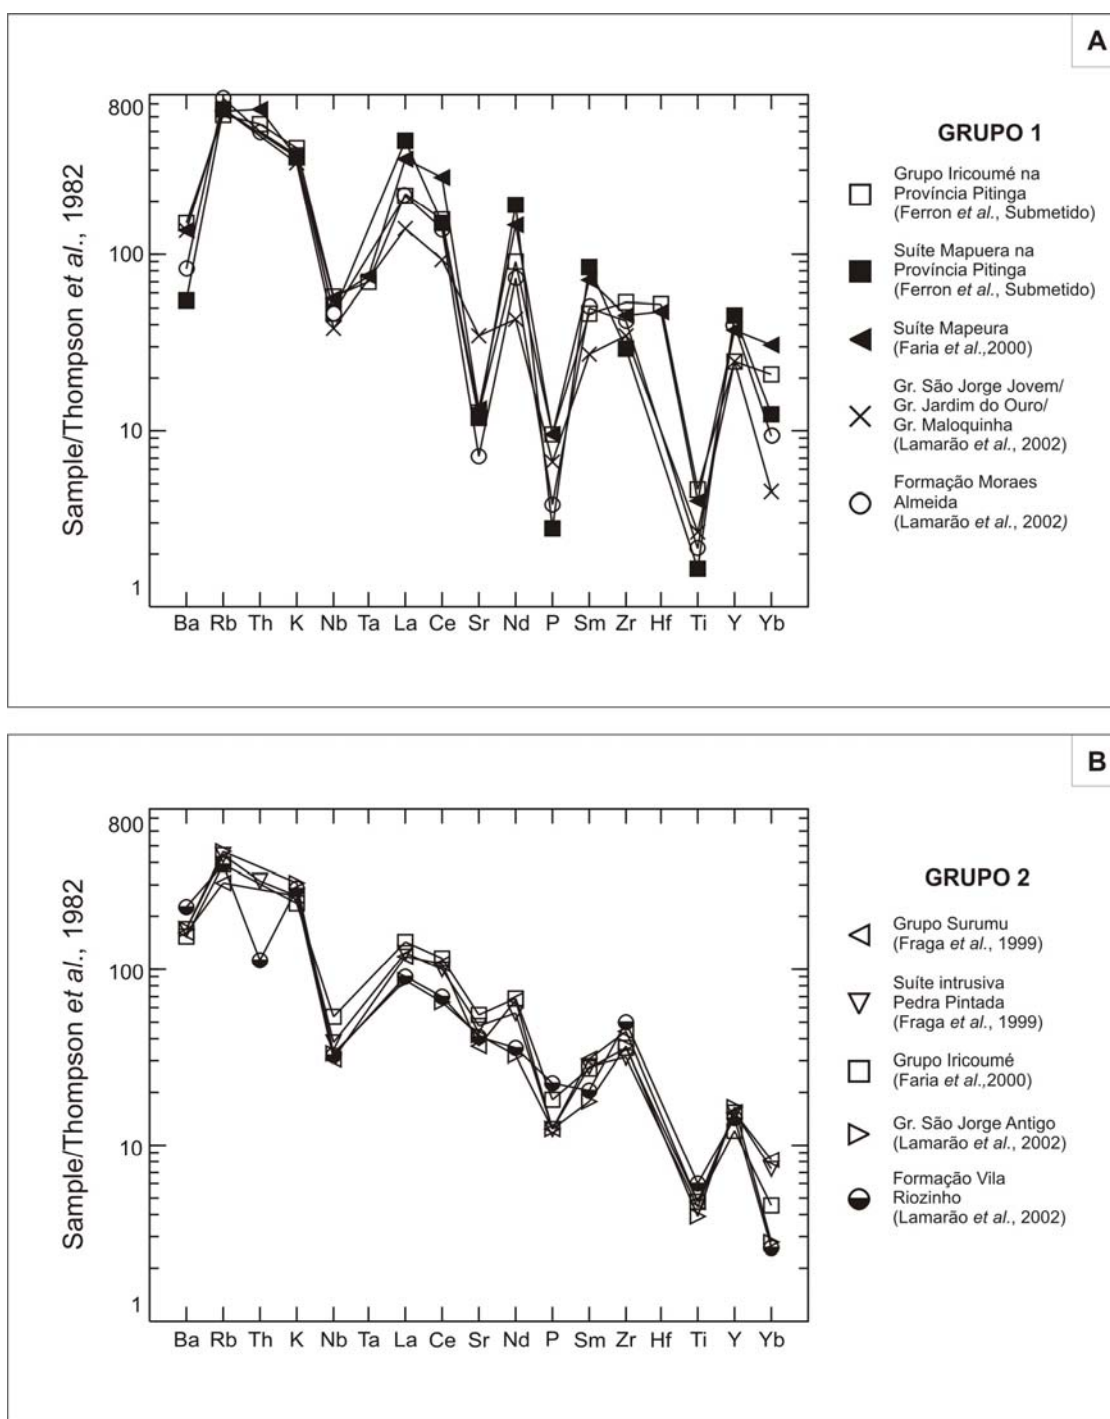 A
Sample/Thompson et al., 1982
800
100
10
1
Ba Rb Th K Nb Ta La Ce Sr Nd P Sm Zr Hf Ti Y Yb
GRUPO 1
Grupo Iricoumé na
Província Pitinga
(Ferron et al., Submetido)
Suíte Mapuera na
Província Pitinga
(Ferron et al., Submetido)
Suíte Mapeura
(Faria et al.,2000)
Gr. São Jorge Jovem/
Gr. Jardim do Ouro/
Gr. Maloquinha
(Lamarão et al., 2002)
Formação Moraes
Almeida
(Lamarão et al., 2002)
B
Sample/Thompson et al., 1982
800
100
10
1
Ba Rb Th K Nb Ta La Ce Sr Nd P Sm Zr Hf Ti Y Yb
GRUPO 2
Grupo Surumu
(Fraga et al., 1999)
Suíte intrusiva
Pedra Pintada
(Fraga et al., 1999)
Grupo Iricoumé
(Faria et al.,2000)
Gr. São Jorge Antigo
(Lamarão et al., 2002)
Formação Vila
Riozinho
(Lamarão et al., 2002)